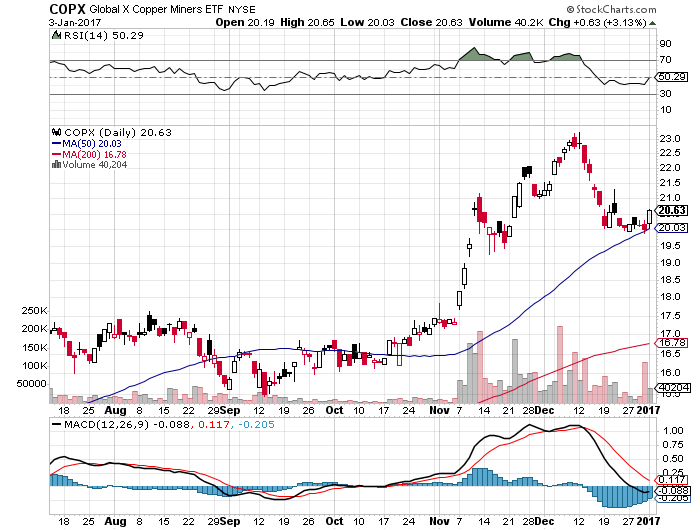 COPX Global X Copper Miners ETF NYSE © StockCharts.com
3-Jan-2017 Open 20.19 High 20.65 Low 20.03 Close 20.63 Volume 40.2K Chg +0.63 (+3.13%)
RSI(14) 50.29
90
70
50.29
30
10
COPX (Daily) 20.63
MA(50) 20.03
MA(200) 16.78
Volume 40,204
23.0
22.5
22.0
21.5
21.0
20.63
20.03
19.5
19.0
18.5
18.0
17.5
17.0
16.78
16.5
16.0
40204
15.5
250K
200K
150K
100K
50000
18 25 Aug 8 15 22 29 Sep 12 19 26 Oct 10 17 24 Nov 7 14 21 28 Dec 12 19 27 2017
MACD(12,26,9) -0.088, 0.117, -0.205
1.00
0.75
0.50
0.25
0.117
-0.088
-0.205
18 25 Aug 8 15 22 29 Sep 12 19 26 Oct 10 17 24 Nov 7 14 21 28 Dec 12 19 27 2017